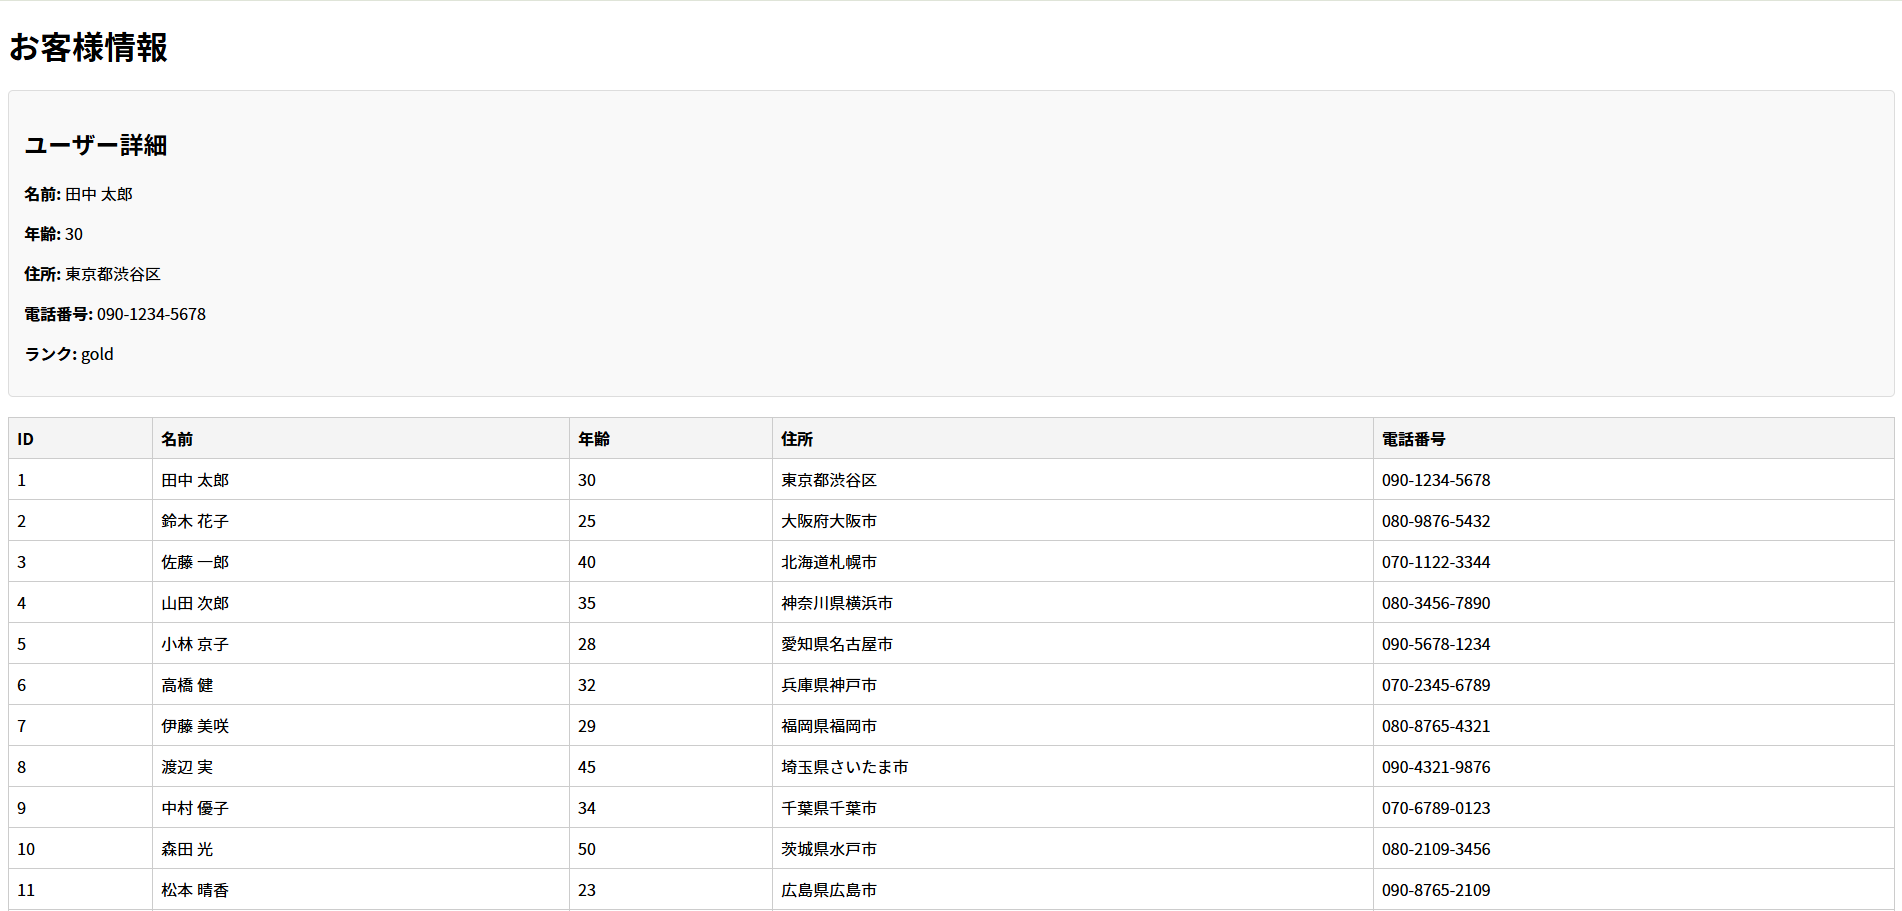 お客様情報
ユーザー詳細
名前: 田中 太郎
年齢: 30
住所: 東京都渋谷区
電話番号: 090-1234-5678
ランク: gold
ID 名前 年齢 住所 電話番号
1 田中 太郎 30 東京都渋谷区 090-1234-5678
2 鈴木 花子 25 大阪府大阪市 080-9876-5432
3 佐藤 一郎 40 北海道札幌市 070-1122-3344
4 山田 次郎 35 神奈川県横浜市 080-3456-7890
5 小林 京子 28 愛知県名古屋市 090-5678-1234
6 高橋 健 32 兵庫県神戸市 070-2345-6789
7 伊藤 美咲 29 福岡県福岡市 080-8765-4321
8 渡辺 実 45 埼玉県さいたま市 090-4321-9876
9 中村 優子 34 千葉県千葉市 070-6789-0123
10 森田 光 50 茨城県水戸市 080-2109-3456
11 松本 晴香 23 広島県広島市 090-8765-2109